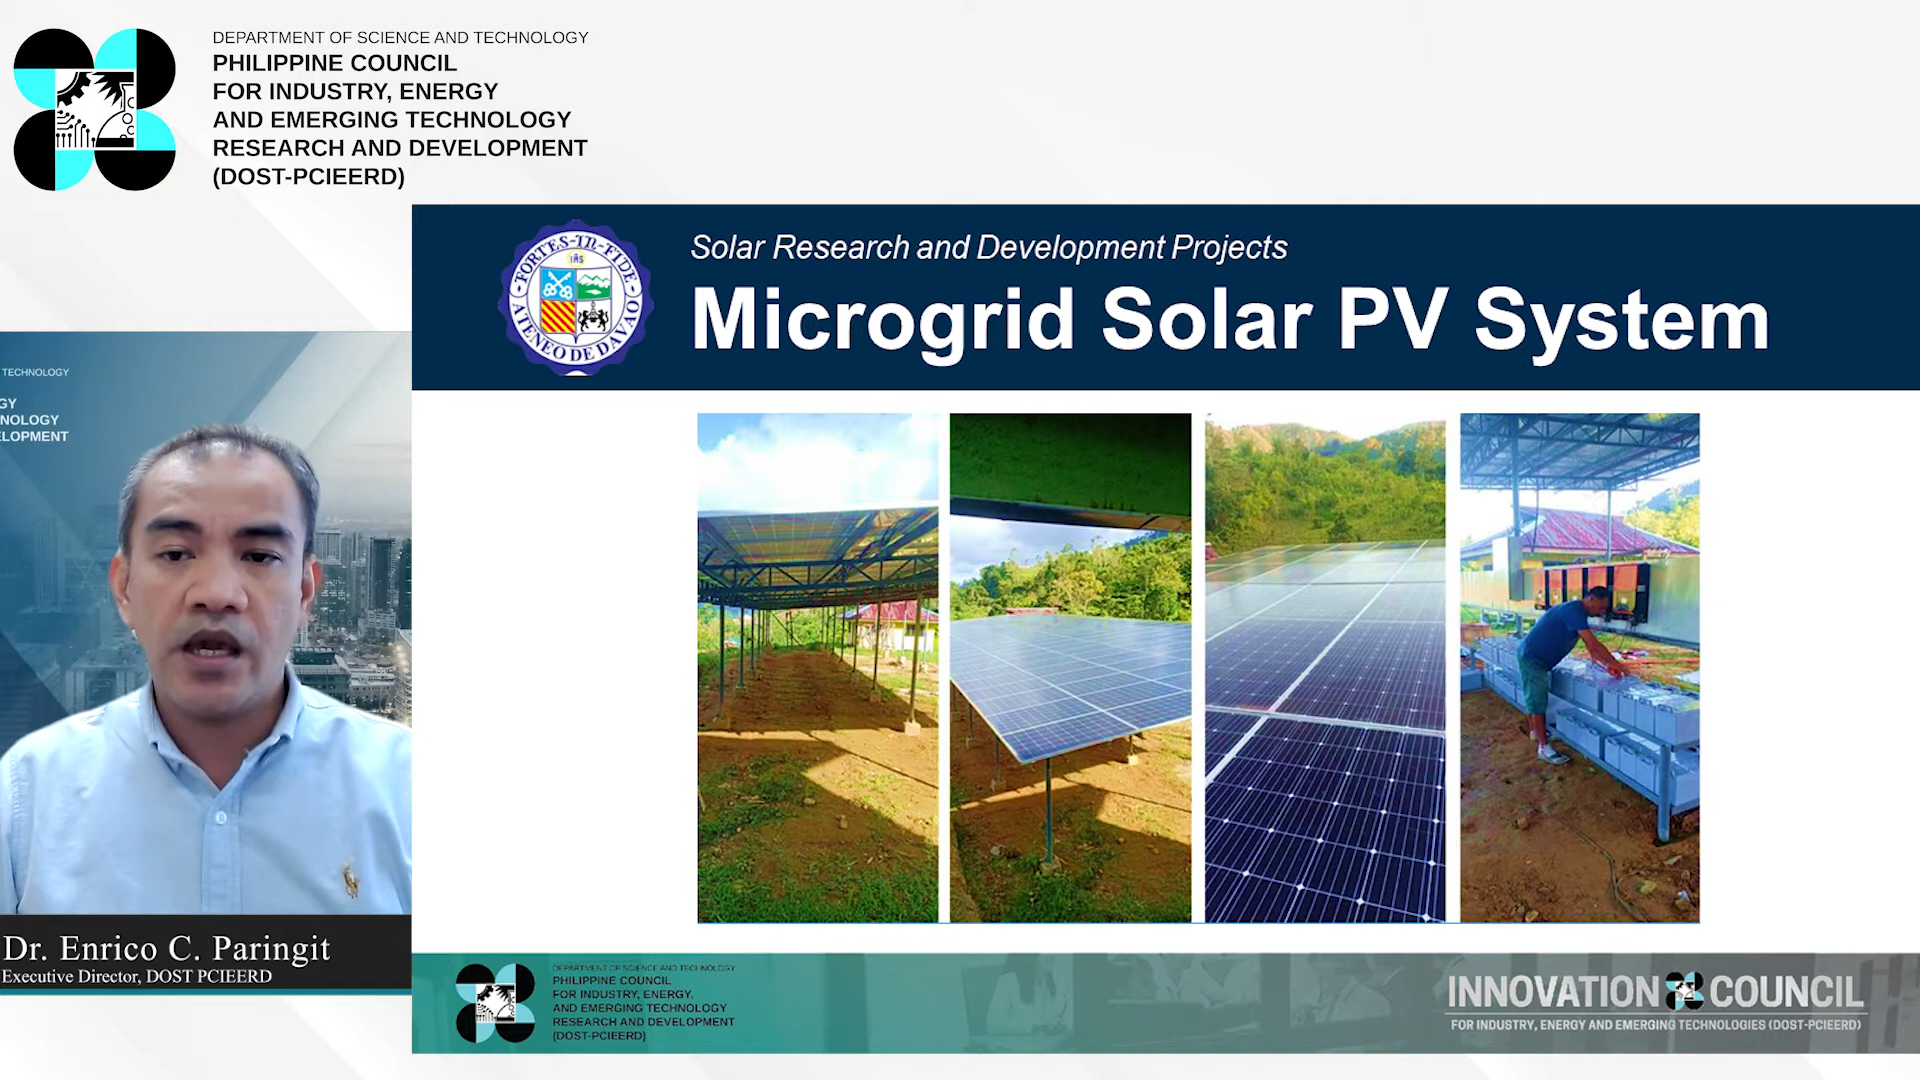 DEPARTMENT OF SCIENCE AND TECHNOLOGY
PHILIPPINE COUNCIL
FOR INDUSTRY, ENERGY
AND EMERGING TECHNOLOGY
RESEARCH AND DEVELOPMENT
(DOST-PCIEERD)
FORTES-IN-FIDE
IHS
ATENEO DE DAVAO
Solar Research and Development Projects
Microgrid Solar PV System
TECHNOLOGY
GY
NOLOGY
ELOPMENT
Dr. Enrico C. Paringit
Executive Director, DOST PCIEERD
DEPARTMENT OF SCIENCE AND TECHNOLOGY
PHILIPPINE COUNCIL
FOR INDUSTRY, ENERGY,
AND EMERGING TECHNOLOGY
RESEARCH AND DEVELOPMENT
(DOST-PCIEERD)
INNOVATION COUNCIL
FOR INDUSTRY, ENERGY AND EMERGING TECHNOLOGIES (DOST-PCIEERD)